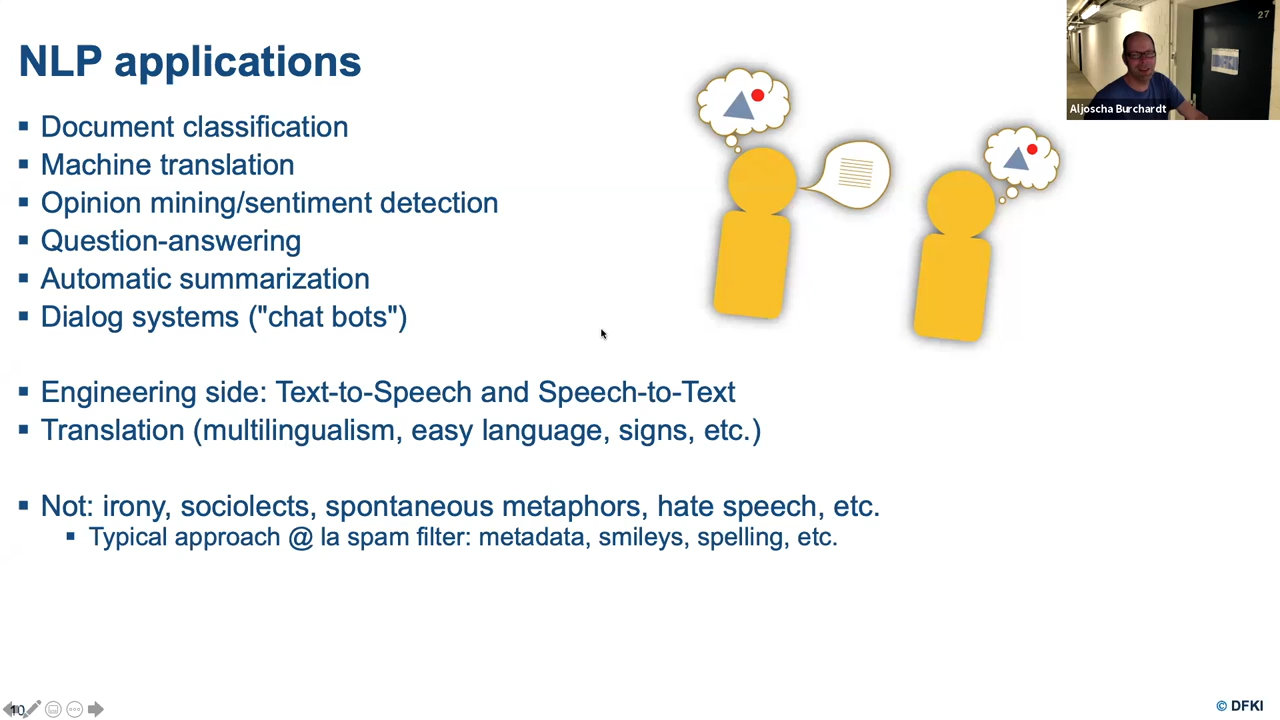 27
NLP applications
Aljoscha Burchardt
▪ Document classification
▪ Machine translation
▪ Opinion mining/sentiment detection
▪ Question-answering
▪ Automatic summarization
▪ Dialog systems ("chat bots")
▪ Engineering side: Text-to-Speech and Speech-to-Text
▪ Translation (multilingualism, easy language, signs, etc.)
▪ Not: irony, sociolects, spontaneous metaphors, hate speech, etc.
▪ Typical approach @ la spam filter: metadata, smileys, spelling, etc.
10
© DFKI